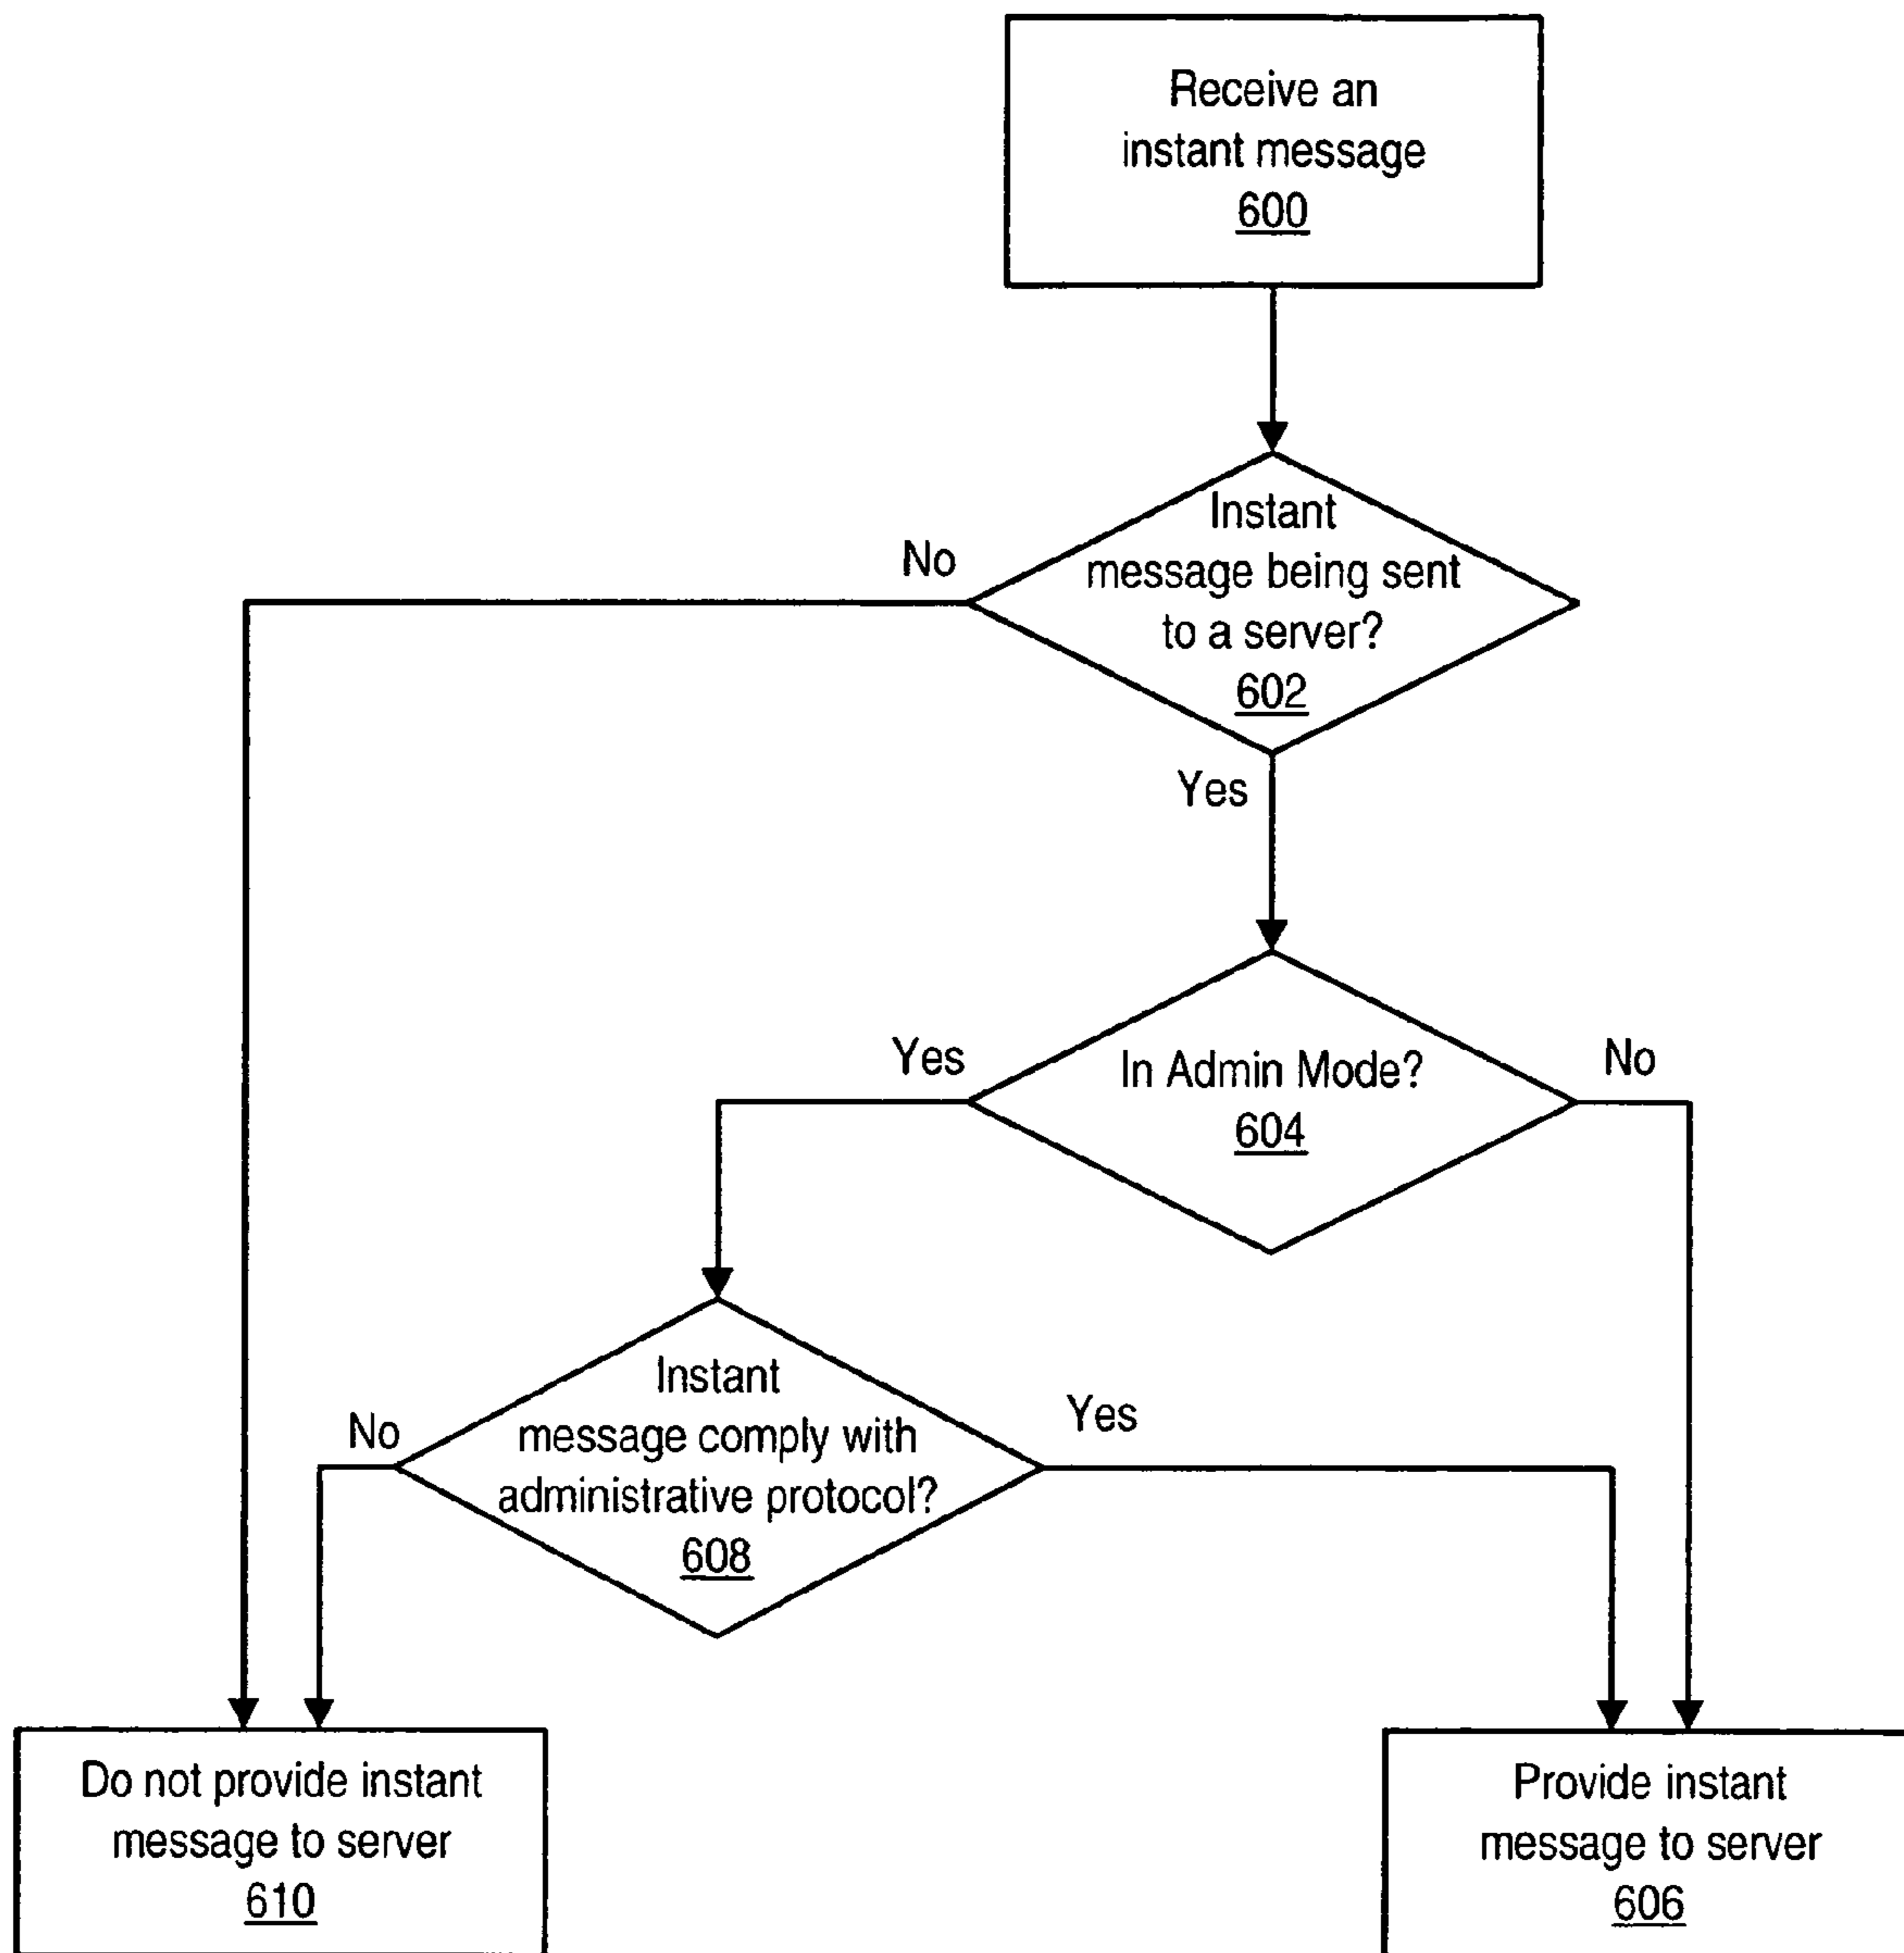 Receive an
instant message
600
Instant
message being sent
to a server?
602
No
Yes
In Admin Mode?
604
Yes
No
Instant
message comply with
administrative protocol?
608
No
Yes
Do not provide instant
message to server
610
Provide instant
message to server
606